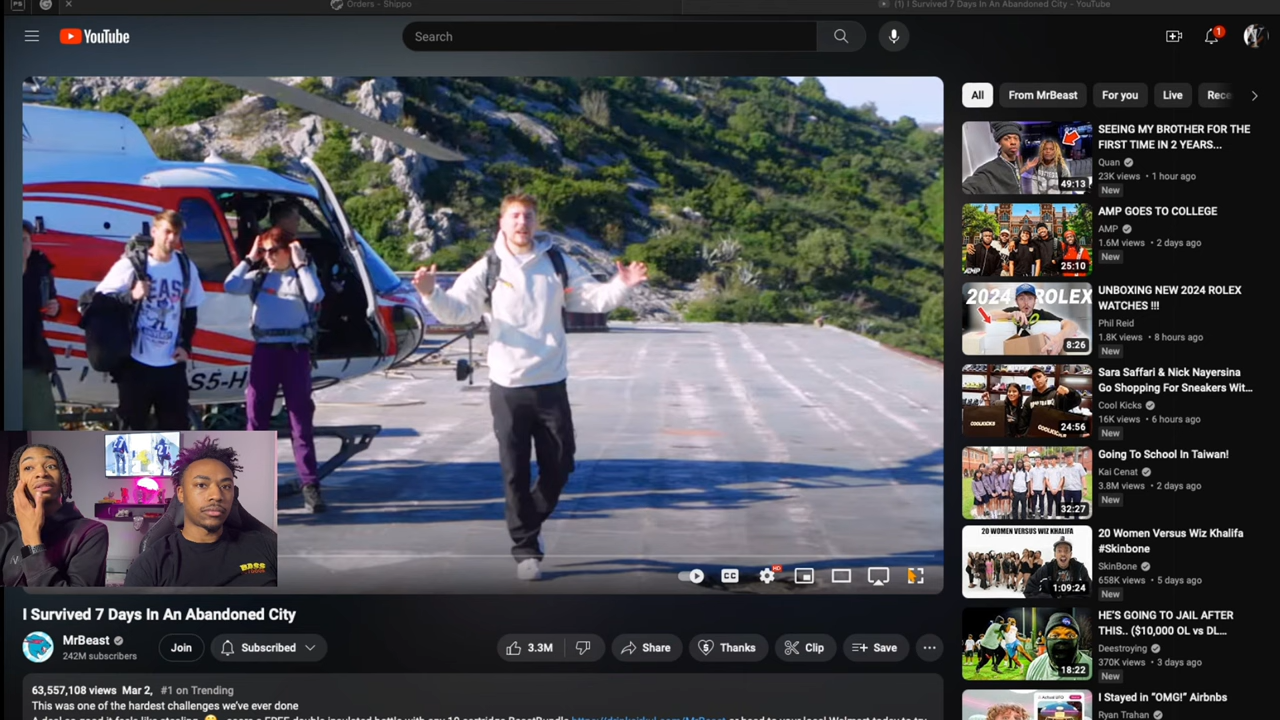 Orders - Shippo
(1) I Survived 7 Days In An Abandoned City - YouTube
YouTube
Search
1
All
From MrBeast
For you
Live
Rece
SEEING MY BROTHER FOR THE
FIRST TIME IN 2 YEARS...
Quan
23K views • 1 hour ago
New
49:13
AMP GOES TO COLLEGE
AMP
1.6M views • 2 days ago
New
AMP
25:10
UNBOXING NEW 2024 ROLEX
WATCHES !!!
Phil Reid
1.8K views • 8 hours ago
New
2024 ROLEX
8:26
Sara Saffari & Nick Nayersina
Go Shopping For Sneakers Wit...
Cool Kicks
16K views • 6 hours ago
New
COOLKICKS
24:56
Going To School In Taiwan!
Kai Cenat
3.8M views • 2 days ago
New
32:27
20 Women Versus Wiz Khalifa
#Skinbone
SkinBone
658K views • 5 days ago
New
20 WOMEN VERSUS WIZ KHALIFA
1:09:24
HE'S GOING TO JAIL AFTER
THIS.. ($10,000 OL vs DL...
Deestroying
370K views • 3 days ago
New
18:22
I Stayed in “OMG!” Airbnbs
Ryan Trahan
S5-H
CC
HD
I Survived 7 Days In An Abandoned City
MrBeast
242M subscribers
Join
Subscribed
3.3M
Share
Thanks
Clip
Save
63,557,108 views Mar 2, #1 on Trending
This was one of the hardest challenges we've ever done